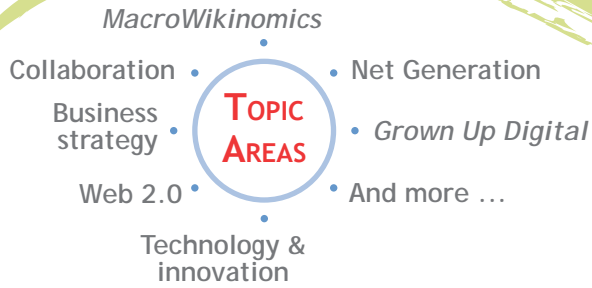 MacroWikinomics
Collaboration
Net Generation
Business
strategy
TOPIC
AREAS
Grown Up Digital
Web 2.0
And more …
Technology &
innovation